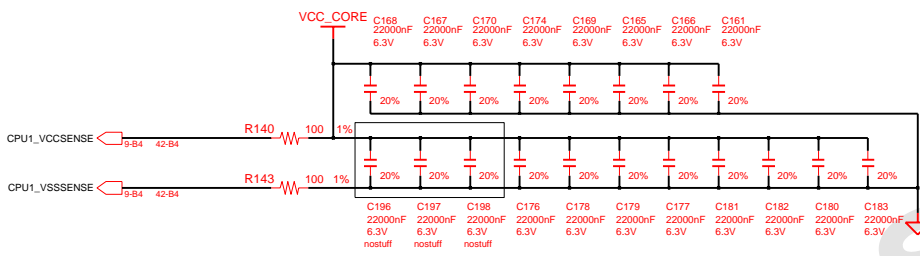 VCC_CORE
C168 C167 C170 C174 C169 C165 C166 C161
22000nF 22000nF 22000nF 22000nF 22000nF 22000nF 22000nF 22000nF
6.3V 6.3V 6.3V 6.3V 6.3V 6.3V 6.3V 6.3V
20% 20% 20% 20% 20% 20% 20% 20%
R140 100 1%
CPU1_VCCSENSE 9-B4 42-B4
20% 20% 20% 20% 20% 20% 20% 20% 20% 20% 20%
R143 100 1%
CPU1_VSSSENSE 9-B4 42-B4
C196 C197 C198 C176 C178 C179 C177 C181 C182 C180 C183
22000nF 22000nF 22000nF 22000nF 22000nF 22000nF 22000nF 22000nF 22000nF 22000nF 22000nF
6.3V 6.3V 6.3V 6.3V 6.3V 6.3V 6.3V 6.3V 6.3V 6.3V 6.3V
nostuff nostuff nostuff